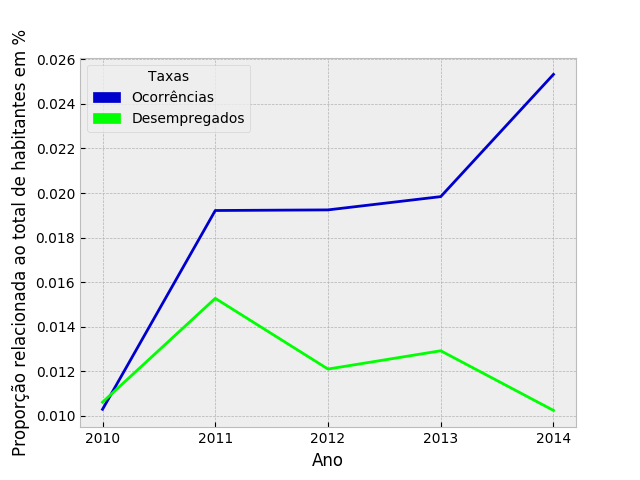 Proporção relacionada ao total de habitantes em %
0.026
0.024
0.022
0.020
0.018
0.016
0.014
0.012
0.010
Taxas
Ocorrências
Desempregados
2010 2011 2012 2013 2014
Ano